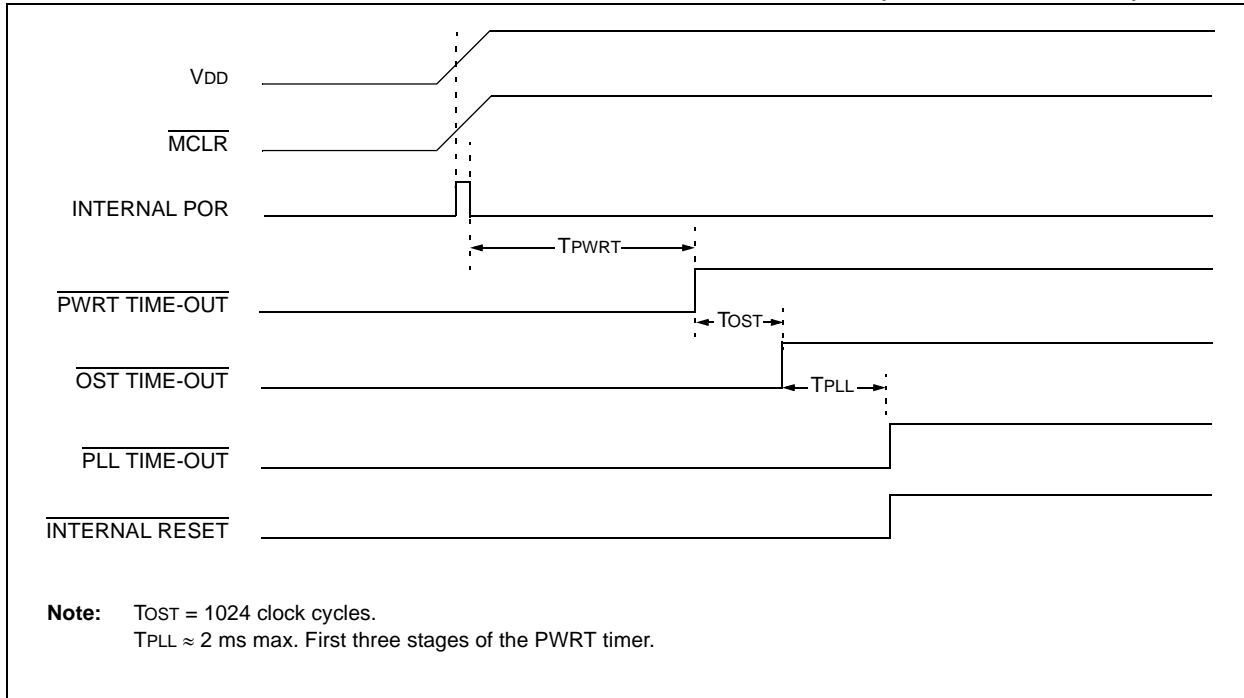 VDD
MCLR
INTERNAL POR
TPWRT
PWRT TIME-OUT
TOST
OST TIME-OUT
TPLL
PLL TIME-OUT
INTERNAL RESET
Note: TOST = 1024 clock cycles.
TPLL ≈ 2 ms max. First three stages of the PWRT timer.